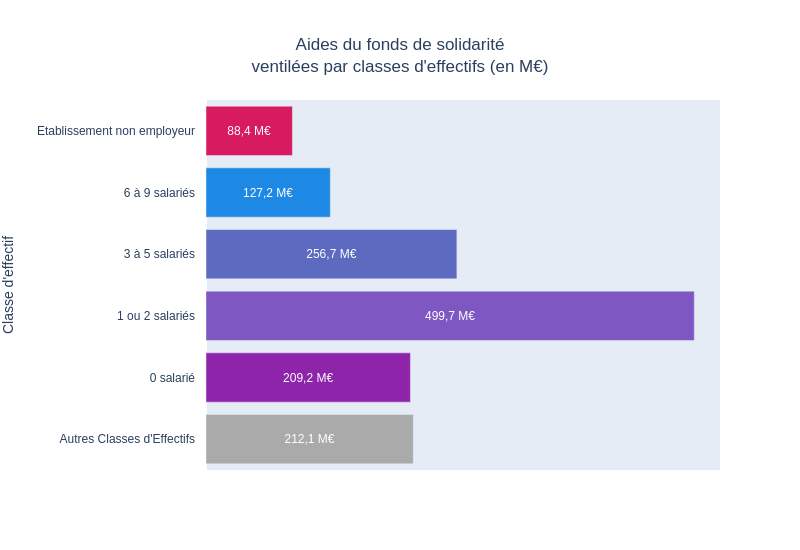 Aides du fonds de solidarité
ventilées par classes d'effectifs (en M€)
Classe d'effectif
Etablissement non employeur
88,4 M€
6 à 9 salariés
127,2 M€
3 à 5 salariés
256,7 M€
1 ou 2 salariés
499,7 M€
0 salarié
209,2 M€
Autres Classes d'Effectifs
212,1 M€